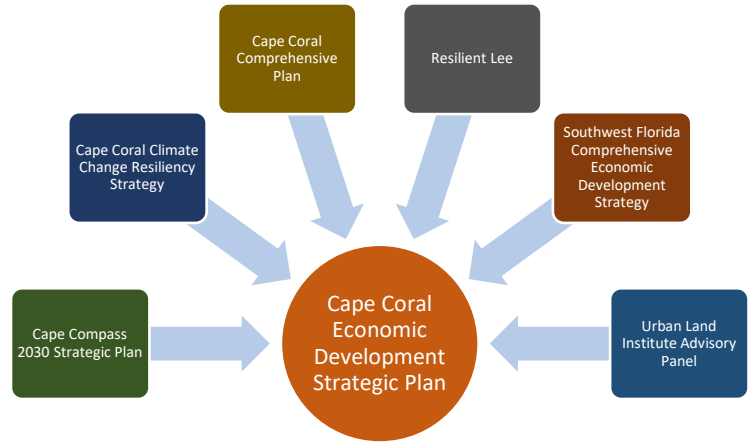 Cape Coral
Comprehensive
Plan
Resilient Lee
Cape Coral Climate
Change Resiliency
Strategy
Southwest Florida
Comprehensive
Economic
Development
Strategy
Cape Compass
2030 Strategic Plan
Cape Coral
Economic
Development
Strategic Plan
Urban Land
Institute Advisory
Panel